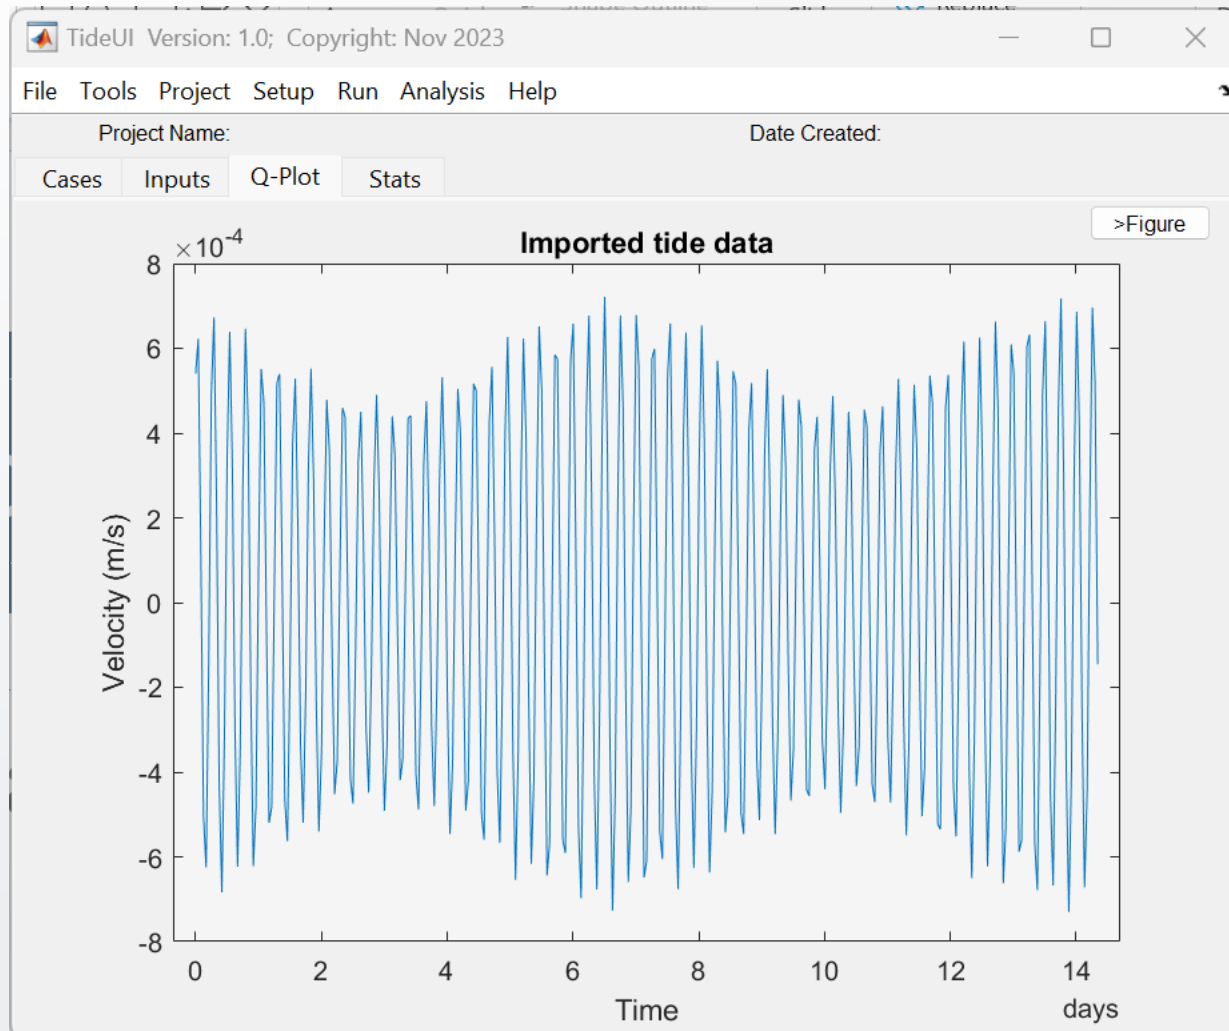 TideUI Version: 1.0; Copyright: Nov 2023
File Tools Project Setup Run Analysis Help
Project Name: Date Created:
Cases Inputs Q-Plot Stats
>Figure
×10-4
Imported tide data
8
6
4
2
0
-2
-4
-6
-8
Velocity (m/s)
0 2 4 6 8 10 12 14
Time
days